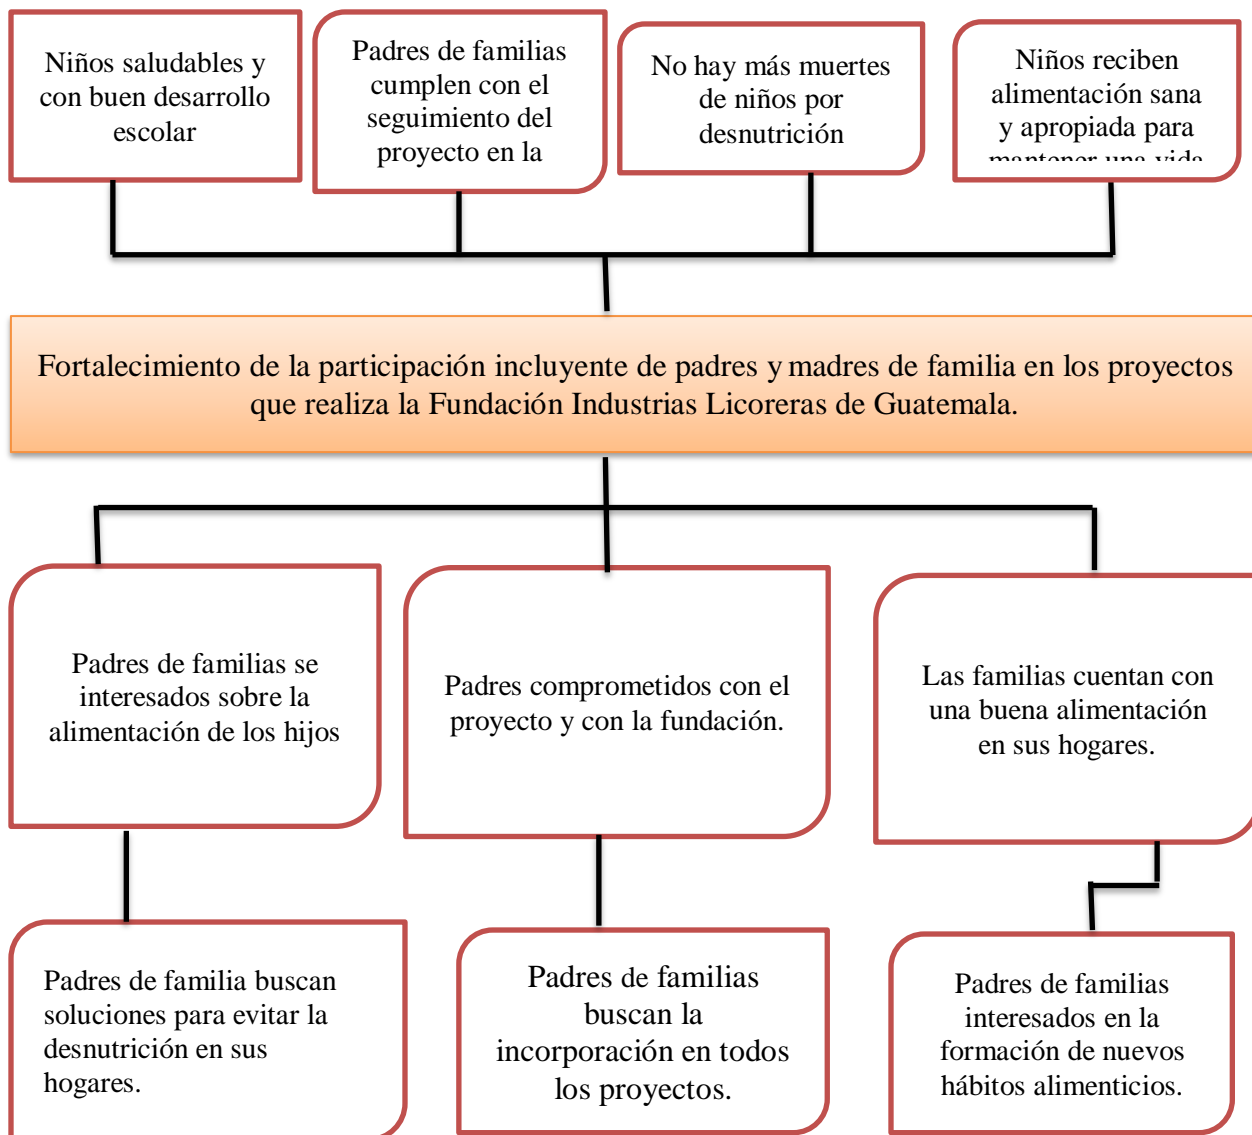 Niños saludables y
con buen desarrollo
escolar
Padres de familias
cumplen con el
seguimiento del
proyecto en la
No hay más muertes
de niños por
desnutrición
Niños reciben
alimentación sana
y apropiada para
mantener una vida
Fortalecimiento de la participación incluyente de padres y madres de familia en los proyectos
que realiza la Fundación Industrias Licoreras de Guatemala.
Padres de familias se
interesados sobre la
alimentación de los hijos
Padres comprometidos con el
proyecto y con la fundación.
Las familias cuentan con
una buena alimentación
en sus hogares.
Padres de familia buscan
soluciones para evitar la
desnutrición en sus
hogares.
Padres de familias
buscan la
incorporación en todos
los proyectos.
Padres de familias
interesados en la
formación de nuevos
hábitos alimenticios.